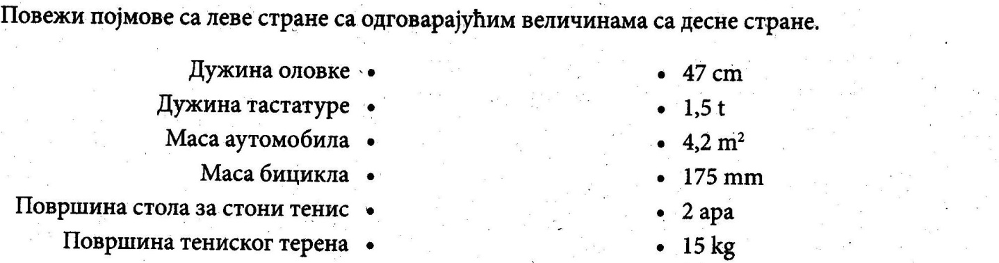 Повежи појмове са леве стране са одговарајућим величинама са десне стране.
Дужина оловке • • 47 cm
Дужина тастатуре • • 1,5 t
Маса аутомобила • • 4,2 m²
Маса бицикла • • 175 mm
Површина стола за стони тенис • • 2 ара
Површина тениског терена • • 15 kg